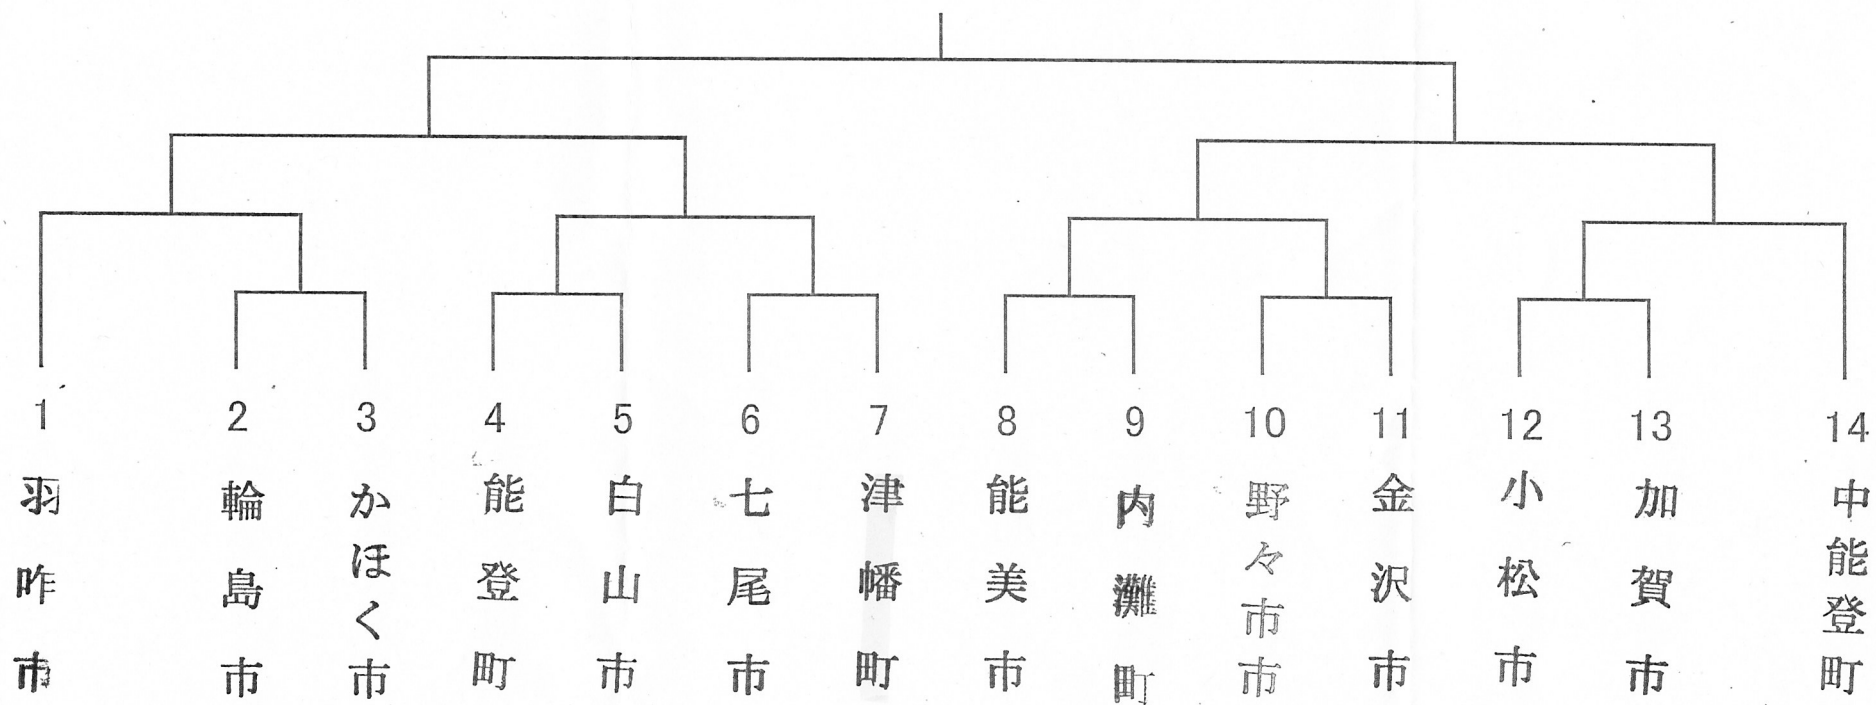 1 2 3 4 5 6 7 8 9 10 11 12 13 14
羽咋市
輪島市
かほく市
能登町
白山市
七尾市
津幡町
能美市
内灘町
野々市市
金沢市
小松市
加賀市
中能登町